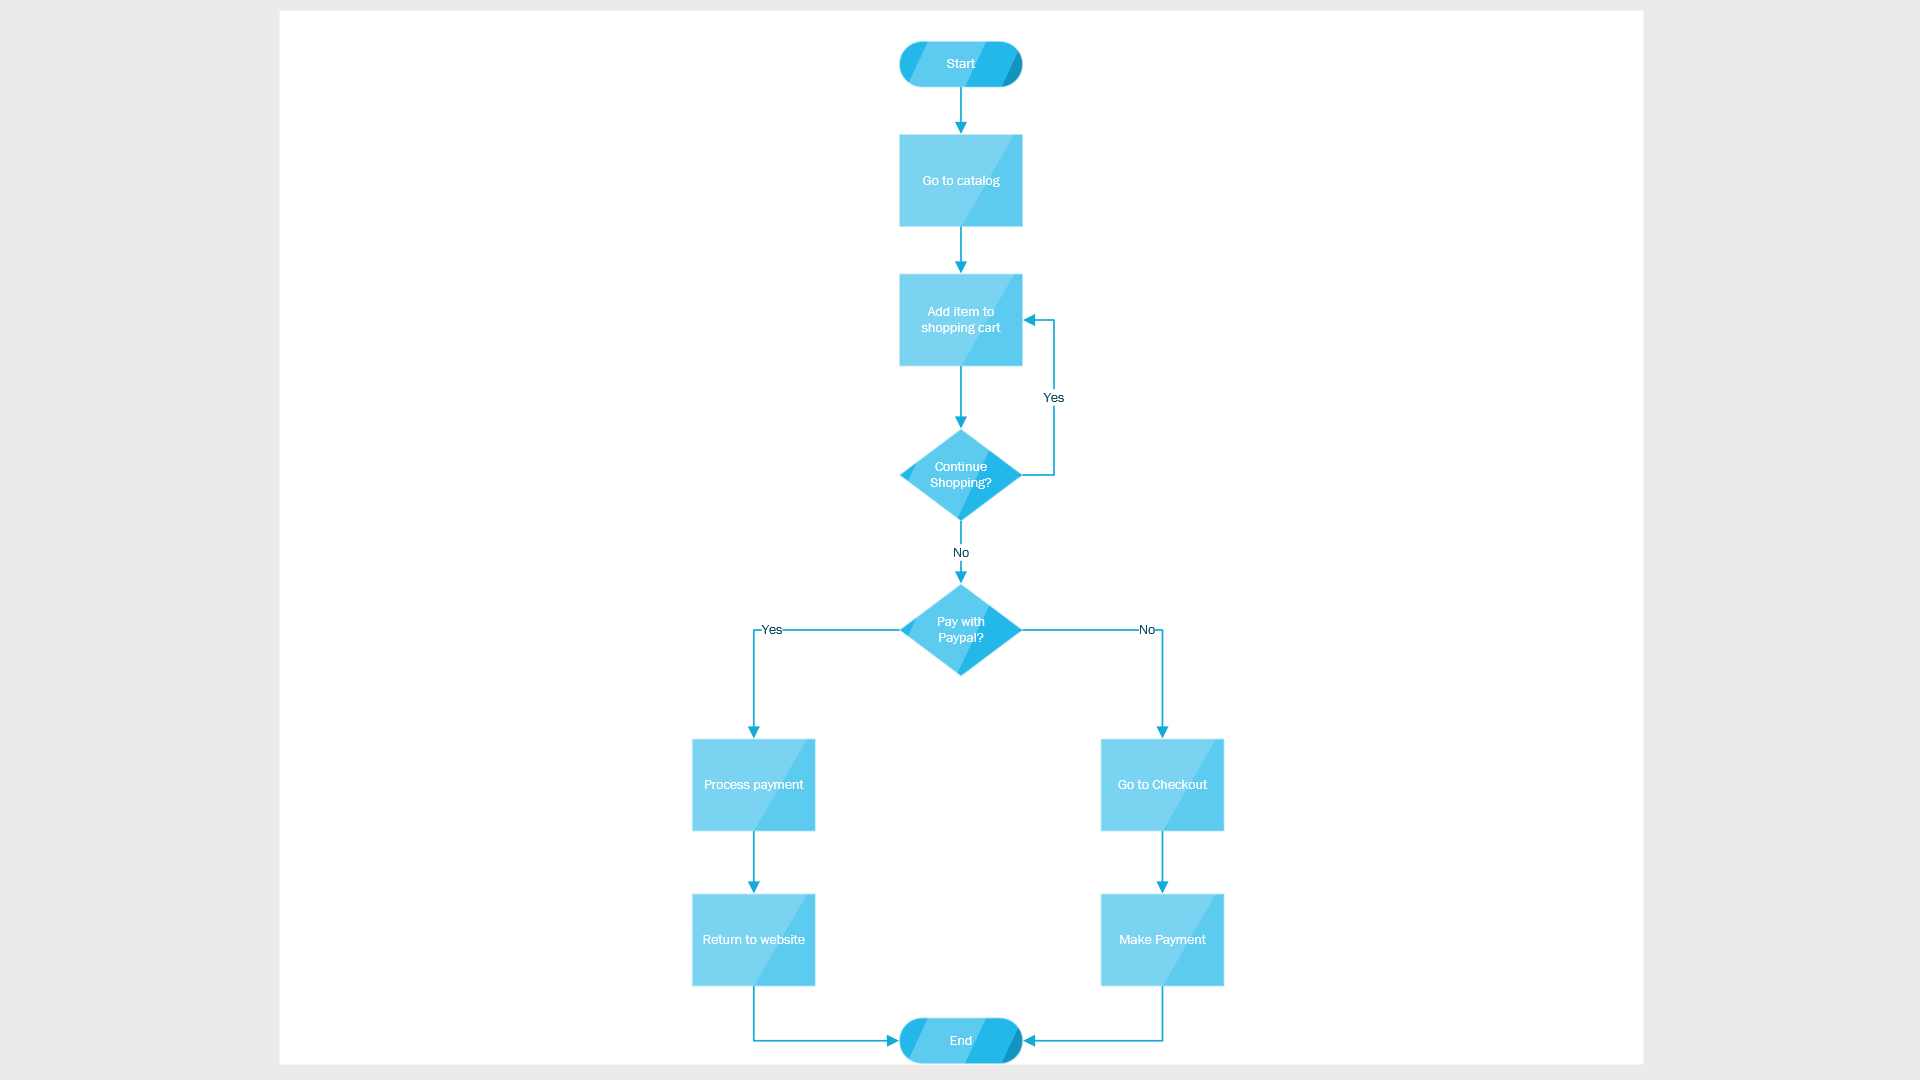 Start
Go to catalog
Add item to
shopping cart
Yes
Continue
Shopping?
No
Pay with
Paypal?
Yes
No
Process payment
Go to Checkout
Return to website
Make Payment
End